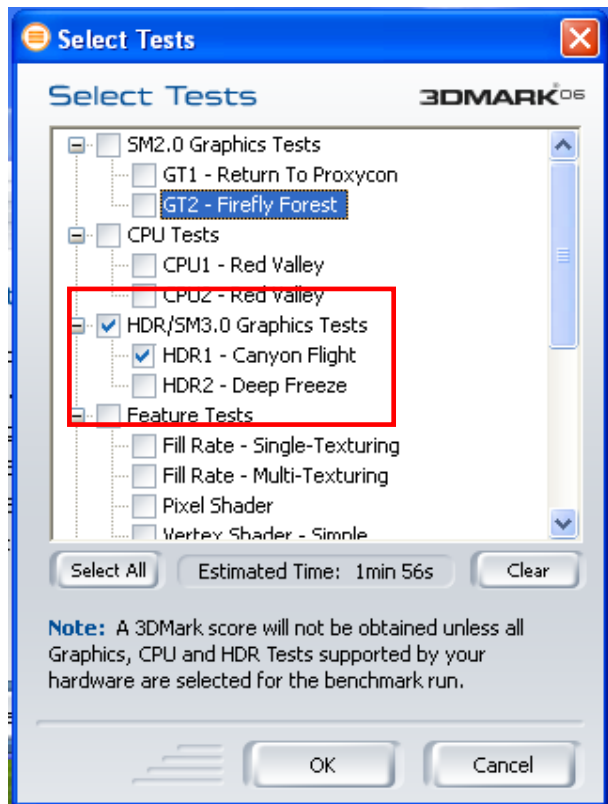 Select Tests
Select Tests 3DMARK06
SM2.0 Graphics Tests
GT1 - Return To Proxycon
GT2 - Firefly Forest
CPU Tests
CPU1 - Red Valley
CPU2 - Red Valley
HDR/SM3.0 Graphics Tests
HDR1 - Canyon Flight
HDR2 - Deep Freeze
Feature Tests
Fill Rate - Single-Texturing
Fill Rate - Multi-Texturing
Pixel Shader
Vertex Shader - Simple
Select All Estimated Time: 1min 56s Clear
Note: A 3DMark score will not be obtained unless all
Graphics, CPU and HDR Tests supported by your
hardware are selected for the benchmark run.
OK Cancel